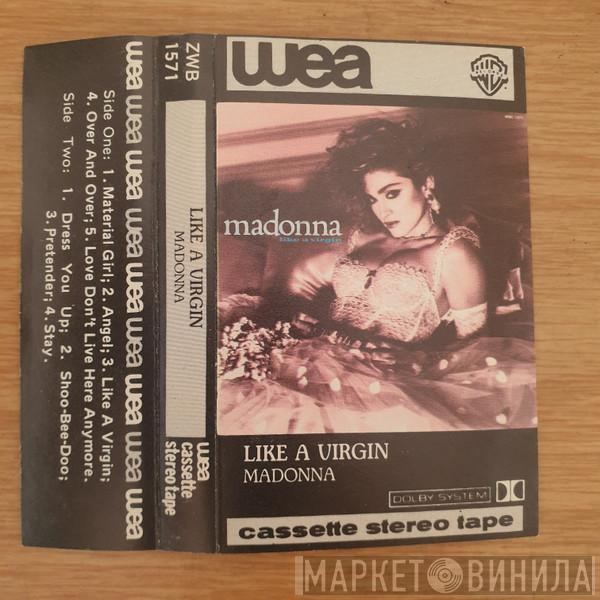 Side One: 1. Material Girl; 2. Angel; 3. Like A Virgin;
4. Over And Over; 5. Love Don't Live Here Anymore.
Side Two: 1. Dress You Up; 2. Shoo-Bee-Doo;
3. Pretender; 4. Stay.
wea wea wea wea wea wea wea wea
ZWB
1571
LIKE A VIRGIN
MADONNA
wea
cassette
stereo tape
wea
madonna
like a virgin
LIKE A VIRGIN
MADONNA
DOLBY SYSTEM
cassette stereo tape
МАРКЕТ ВИНИЛА